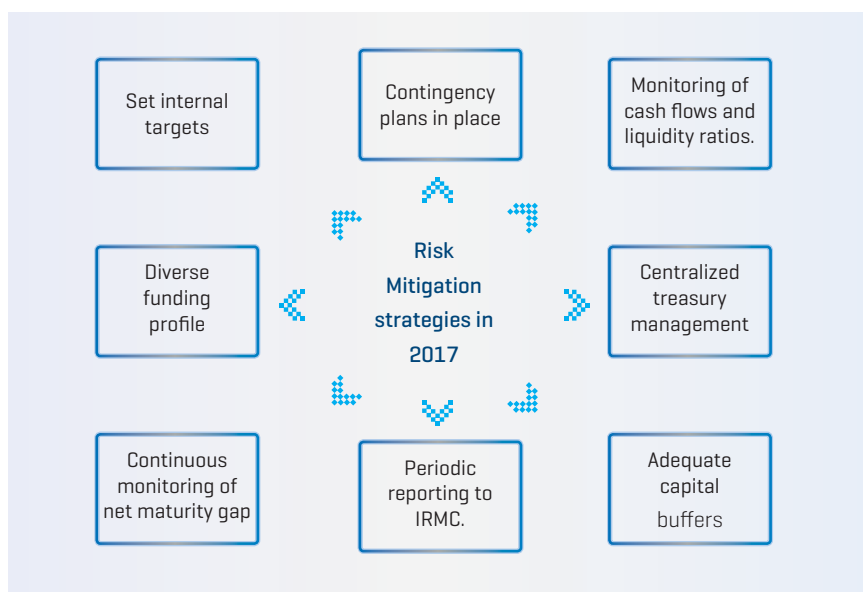 Set internal
targets
Contingency
plans in place
Monitoring of
cash flows and
liquidity ratios.
Diverse
funding
profile
Risk
Mitigation
strategies in
2017
Centralized
treasury
management
Continuous
monitoring of
net maturity gap
Periodic
reporting to
IRMC.
Adequate
capital
buffers